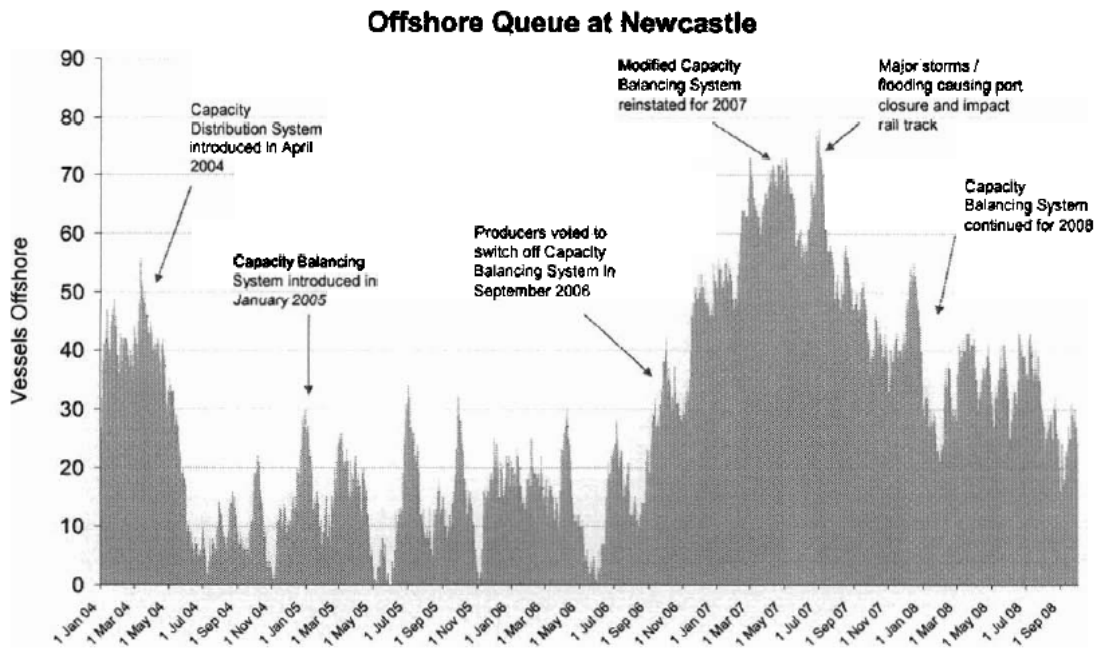 Offshore Queue at Newcastle
Vessels Offshore
90
80
70
60
50
40
30
20
10
0
Capacity
Distribution System
introduced in April
2004
Capacity Balancing
System introduced in
January 2005
Producers voted to
switch off Capacity
Balancing System in
September 2006
Modified Capacity
Balancing System
reinstated for 2007
Major storms /
flooding causing port
closure and impact
rail track
Capacity
Balancing System
continued for 2008
1 Jan 04
1 Mar 04
1 May 04
1 Jul 04
1 Sep 04
1 Nov 04
1 Jan 05
1 Mar 05
1 May 05
1 Jul 05
1 Sep 05
1 Nov 05
1 Jan 06
1 Mar 06
1 May 06
1 Jul 06
1 Sep 06
1 Nov 06
1 Jan 07
1 Mar 07
1 May 07
1 Jul 07
1 Sep 07
1 Nov 07
1 Jan 08
1 Mar 08
1 May 08
1 Jul 08
1 Sep 08